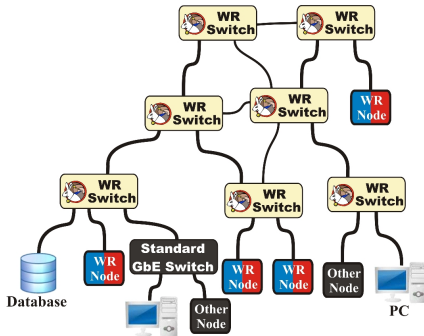 WR
Switch
WR
Switch
WR
Node
WR
Switch
WR
Switch
WR
Switch
WR
Switch
WR
Switch
Database
WR
Node
Standard
GbE Switch
WR
Node
WR
Node
Other
Node
PC
Other
Node